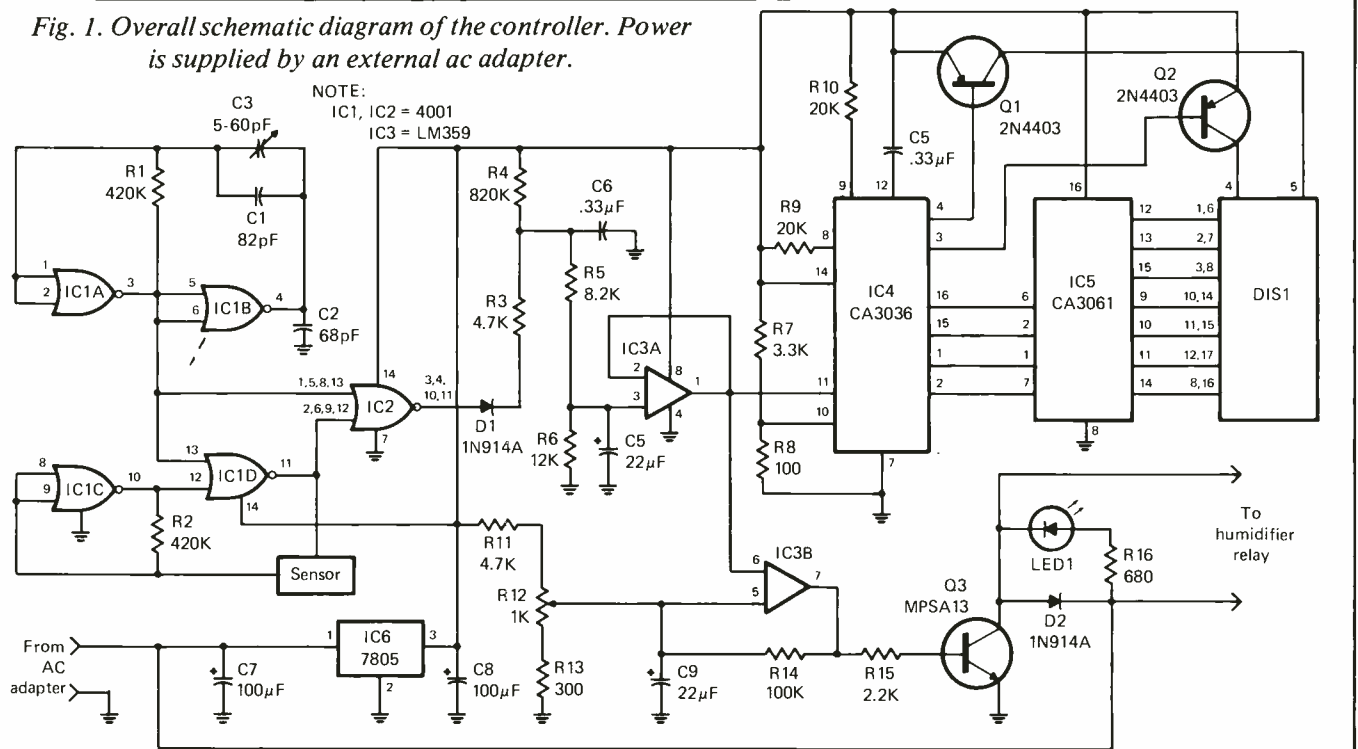 Fig. 1. Overall schematic diagram of the controller. Power
is supplied by an external ac adapter.
NOTE:
IC1, IC2 = 4001
IC3 = LM359
C3
5-60pF
R1
420K
C1
82pF
1
2
IC1A
3
5
6
IC1B
4
C2
68pF
14
1,5,8,13
2,6,9,12
IC2
3,4,
10,11
7
D1
1N914A
13
12
IC1D
11
14
8
9
IC1C
10
R2
420K
Sensor
R4
820K
C6
.33µF
R3
4.7K
R5
8.2K
R6
12K
C5
22µF
IC3A
2
3
8
4
1
R10
20K
C5
.33µF
Q1
2N4403
Q2
2N4403
R9
20K
R7
3.3K
R8
100
9
12
8
14
11
10
7
IC4
CA3036
4
3
16
15
1
2
16
6
2
1
7
IC5
CA3061
8
12
13
15
9
10
11
14
1,6
2,7
3,8
10,14
11,15
12,17
8,16
4
5
DIS1
R11
4.7K
R12
1K
R13
300
IC3B
6
5
7
C9
22µF
R14
100K
R15
2.2K
Q3
MPSA13
LED1
R16
680
D2
1N914A
To
humidifier
relay
From
AC
adapter
C7
100µF
1
IC6
7805
3
2
C8
100µF